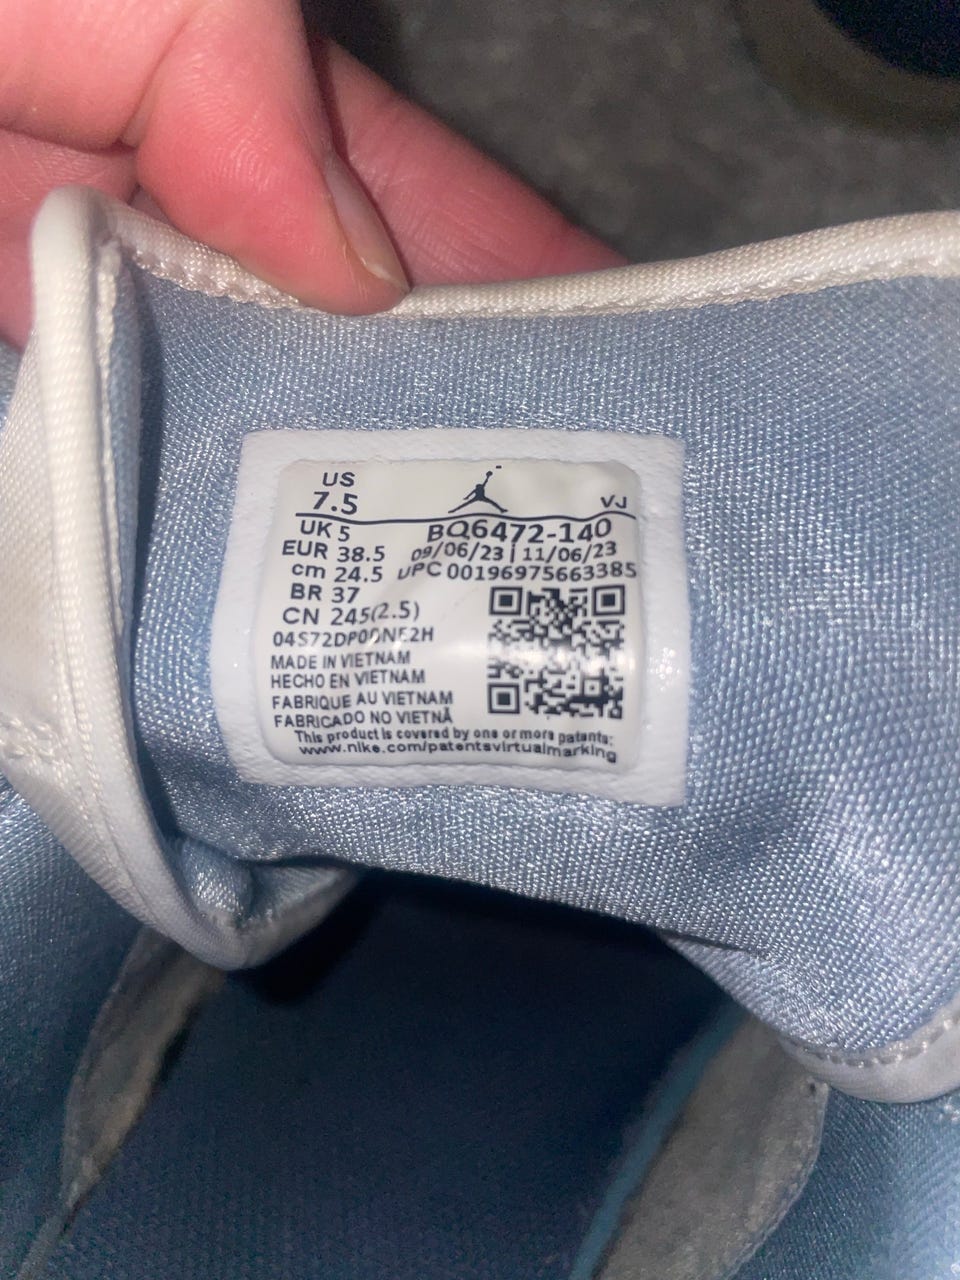 US
7.5
VJ
UK 5
BQ6472-140
EUR 38.5
09/06/23 | 11/06/23
cm 24.5
UPC 00196975663385
BR 37
CN 245(2.5)
04S72DP00NE2H
MADE IN VIETNAM
HECHO EN VIETNAM
FABRIQUE AU VIETNAM
FABRICADO NO VIETNÃ
This product is covered by one or more patents:
www.nike.com/patentsvirtualmarking